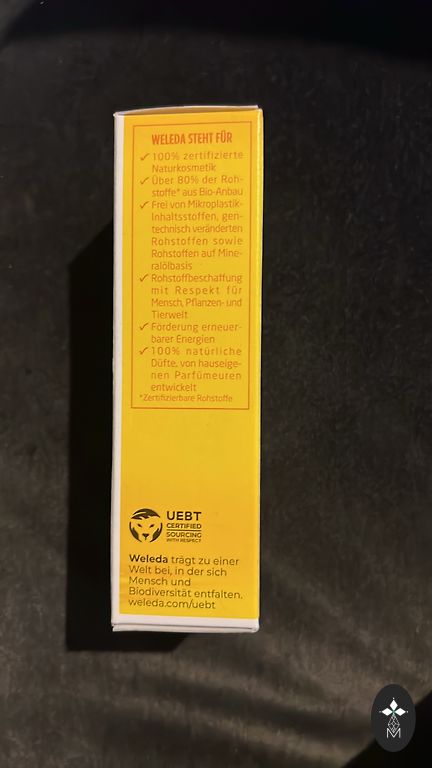 WELEDA STEHT FÜR
✓ 100% zertifizierte
Naturkosmetik
✓ Über 80% der Roh-
stoffe* aus Bio-Anbau
✓ Frei von Mikroplastik-
Inhaltsstoffen, gen-
technisch veränderten
Rohstoffen sowie
Rohstoffen auf Mine-
ralölbasis
✓ Rohstoffbeschaffung
mit Respekt für
Mensch, Pflanzen- und
Tierwelt
✓ Förderung erneuer-
barer Energien
✓ 100% natürliche
Düfte, von hauseige-
nen Parfümeuren
entwickelt
*Zertifizierbare Rohstoffe
UEBT
CERTIFIED
SOURCING
WITH RESPECT
Weleda trägt zu einer
Welt bei, in der sich
Mensch und
Biodiversität entfalten.
weleda.com/uebt
M